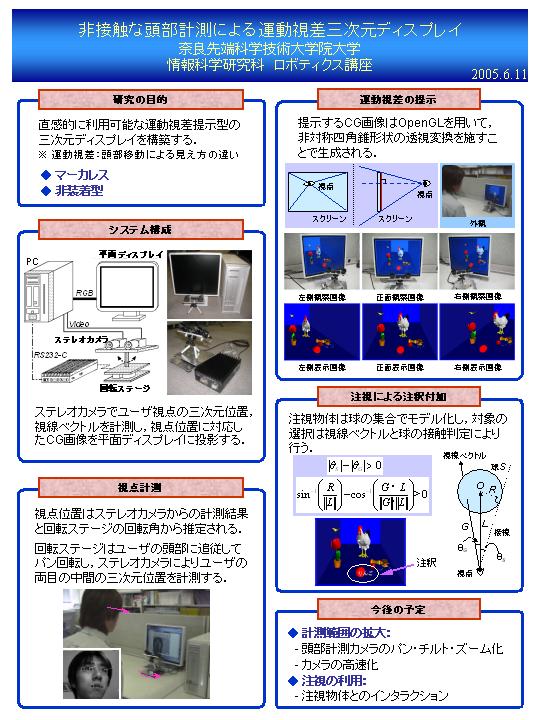 非接触な頭部計測による運動視差三次元ディスプレイ
奈良先端科学技術大学院大学
情報科学研究科 ロボティクス講座
2005.6.11
研究の目的
直感的に利用可能な運動視差提示型の
三次元ディスプレイを構築する.
※ 運動視差:頭部移動による見え方の違い
◆ マーカレス
◆ 非装着型
システム構成
PC
平面ディスプレイ
RGB
Video
ステレオカメラ
RS232-C
回転ステージ
ステレオカメラでユーザ視点の三次元位置,
視線ベクトルを計測し,視点位置に対応し
たCG画像を平面ディスプレイに投影する.
視点計測
視点位置はステレオカメラからの計測結果
と回転ステージの回転角から推定される.
回転ステージはユーザの頭部に追従して
パン回転し,ステレオカメラによりユーザの
両目の中間の三次元位置を計測する.
運動視差の提示
提示するCG画像はOpenGLを用いて,
非対称四角錐形状の透視変換を施すこ
とで生成される.
視点
スクリーン
視点
スクリーン
外観
左側観察画像
正面観察画像
右側観察画像
左側表示画像
正面表示画像
右側表示画像
注視による注釈付加
注視物体は球の集合でモデル化し,対象の
選択は視線ベクトルと球の接触判定により
行う.
sin⁻¹(R/|L|)−cos⁻¹(G・L/|G||L|)>0
視線ベクトル
球S
O
R
G
L
接線
視点
りんご
注釈
今後の予定
◆ 計測範囲の拡大:
- 頭部計測カメラのパン・チルト・ズーム化
- カメラの高速化
◆ 注視の利用:
- 注視物体とのインタラクション